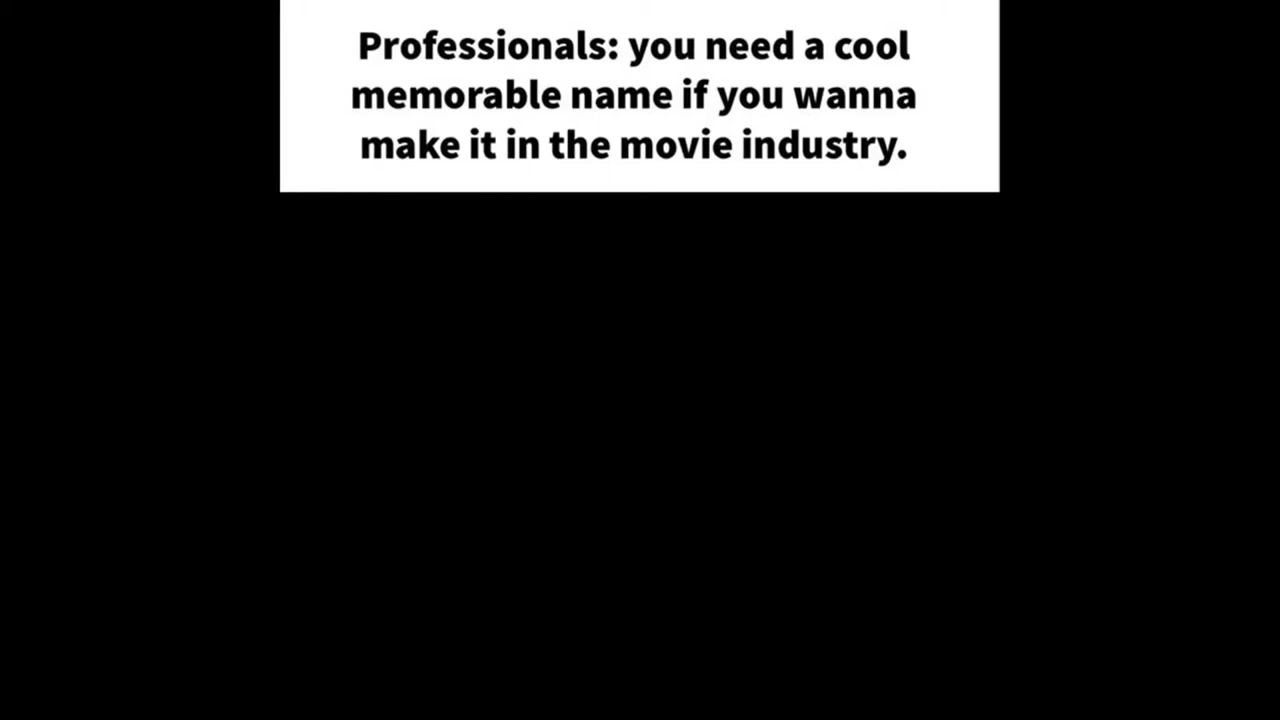 Professionals: you need a cool
memorable name if you wanna
make it in the movie industry.